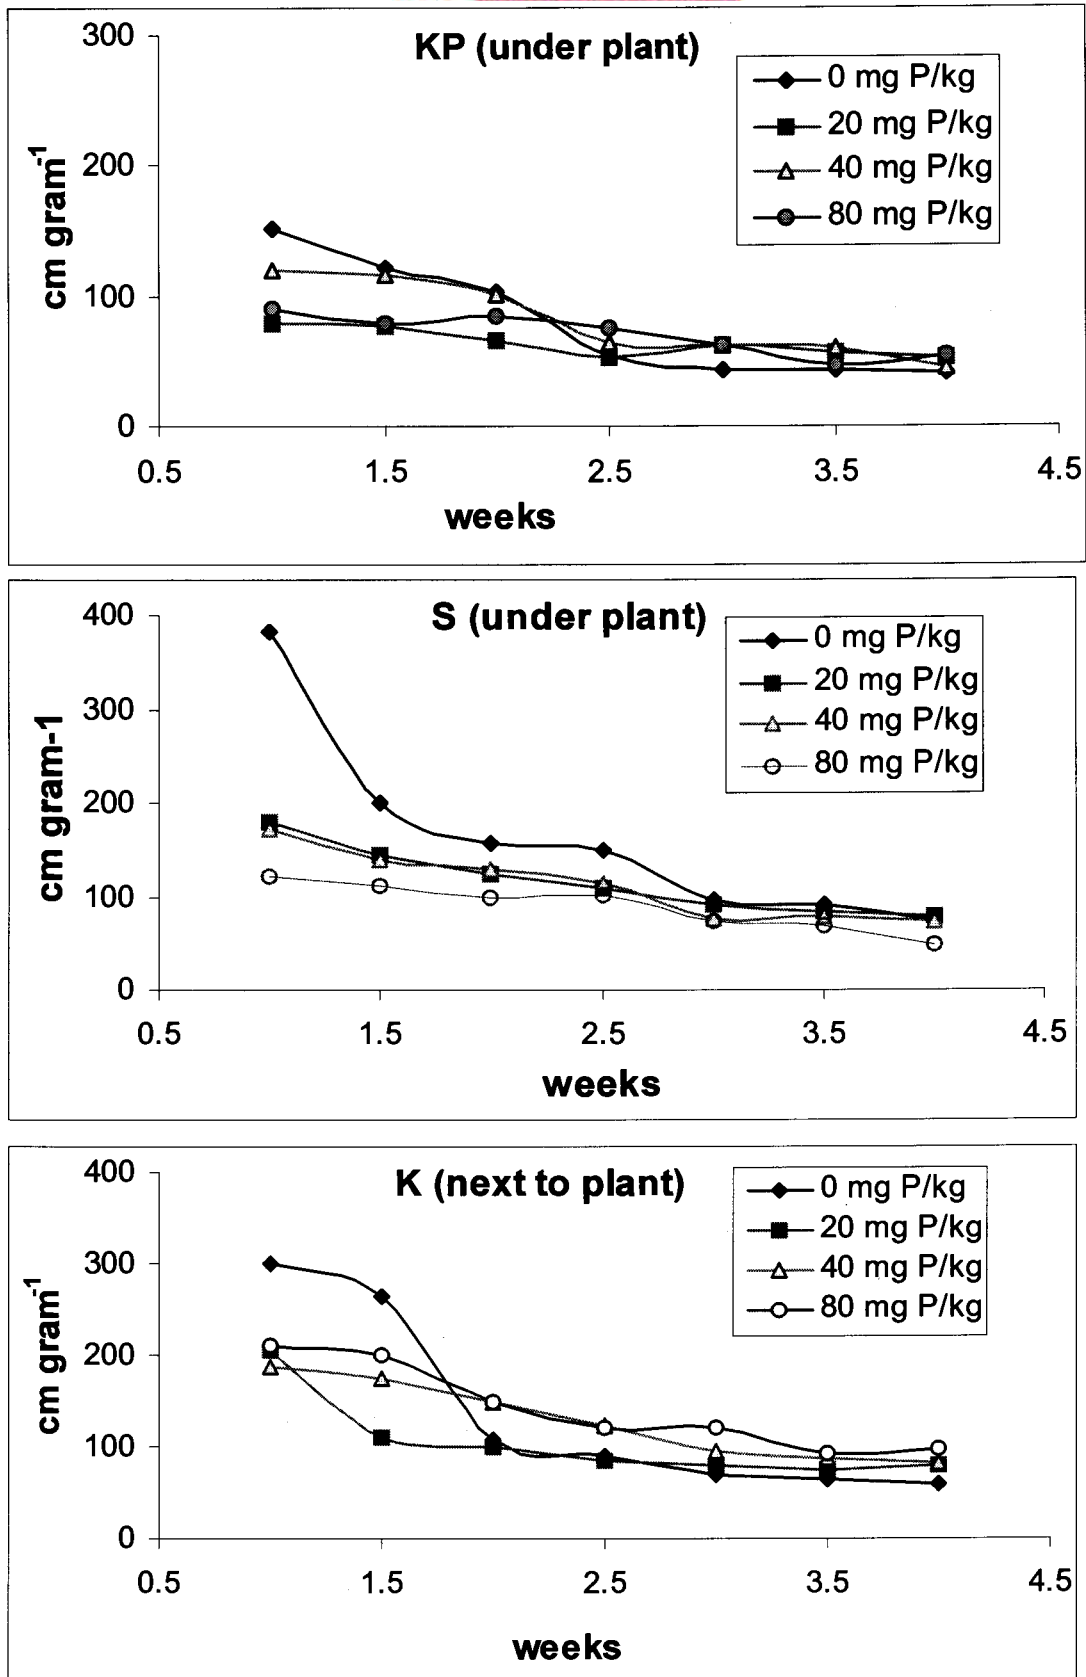 KP (under plant)
300
200
100
0
cm gram-1
0.5 1.5 2.5 3.5 4.5
weeks
0 mg P/kg
20 mg P/kg
40 mg P/kg
80 mg P/kg
S (under plant)
400
300
200
100
0
cm gram-1
0.5 1.5 2.5 3.5 4.5
weeks
0 mg P/kg
20 mg P/kg
40 mg P/kg
80 mg P/kg
K (next to plant)
400
300
200
100
0
cm gram-1
0.5 1.5 2.5 3.5 4.5
weeks
0 mg P/kg
20 mg P/kg
40 mg P/kg
80 mg P/kg